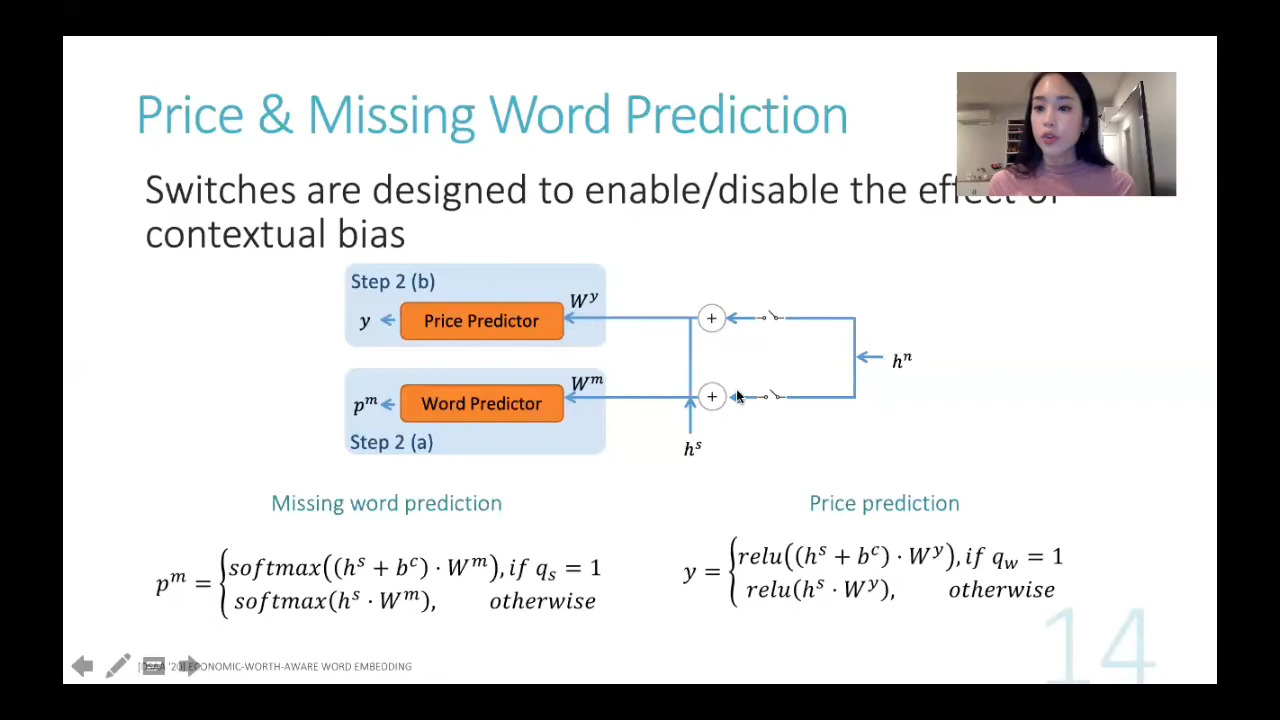 Price & Missing Word Prediction
Switches are designed to enable/disable the effect of
contextual bias
Step 2 (b)
y
Price Predictor
W^y
+
h^n
p^m
Word Predictor
W^m
+
Step 2 (a)
h^s
Missing word prediction
Price prediction
p^m = { softmax((h^s + b^c) · W^m), if q_s = 1
softmax(h^s · W^m), otherwise
y = { relu((h^s + b^c) · W^y), if q_w = 1
relu(h^s · W^y), otherwise
[DSAA '20] ECONOMIC-WORTH-AWARE WORD EMBEDDING
14